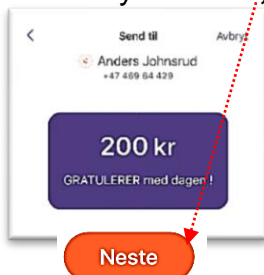 Send til
Avbryt
Anders Johnsrud
+47 469 64 429
200 kr
GRATULERER med dagen !
Neste